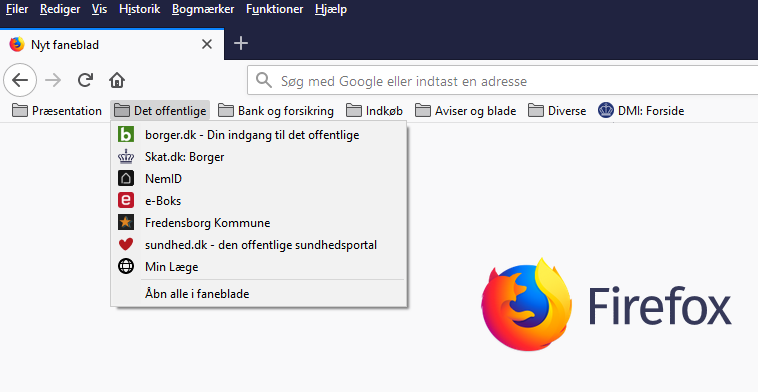 Filer Rediger Vis Historik Bogmærker Funktioner Hjælp
Nyt faneblad
Søg med Google eller indtast en adresse
Præsentation Det offentlige Bank og forsikring Indkøb Aviser og blade Diverse DMI: Forside
borger.dk - Din indgang til det offentlige
Skat.dk: Borger
NemID
e-Boks
Fredensborg Kommune
sundhed.dk - den offentlige sundhedsportal
Min Læge
Åbn alle i faneblade
Firefox